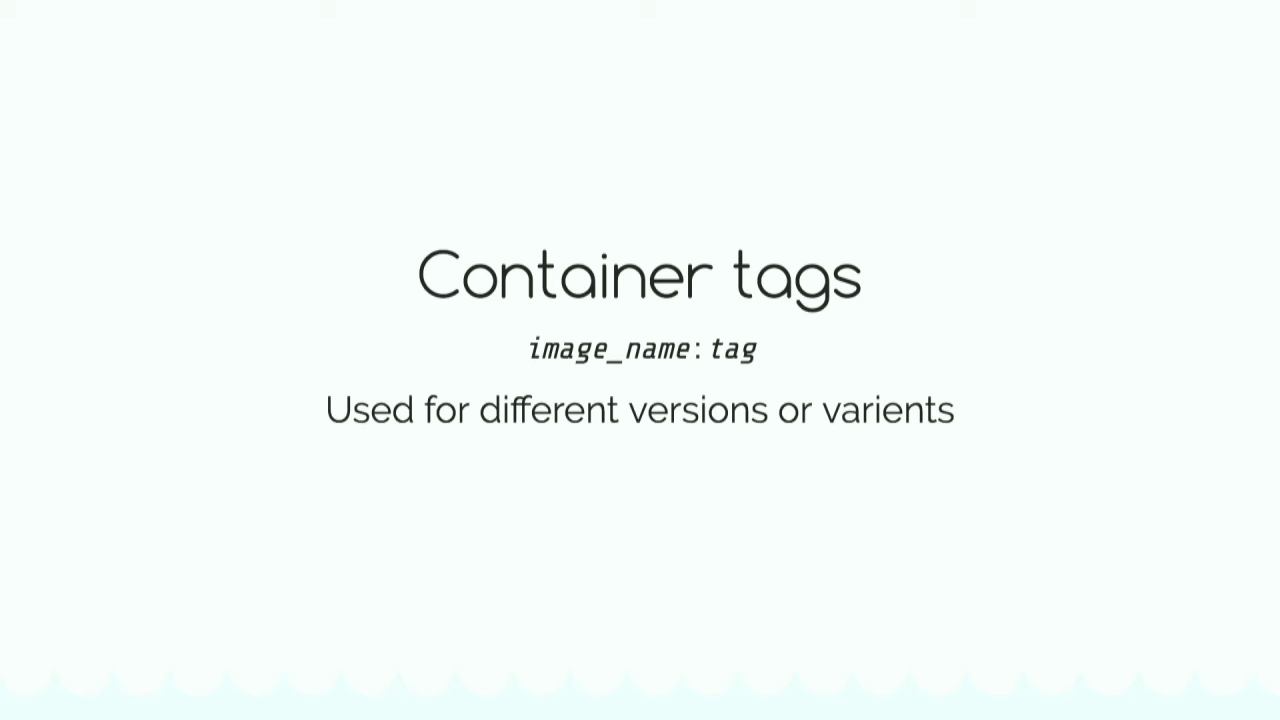 Container tags
image_name:tag
Used for different versions or varients